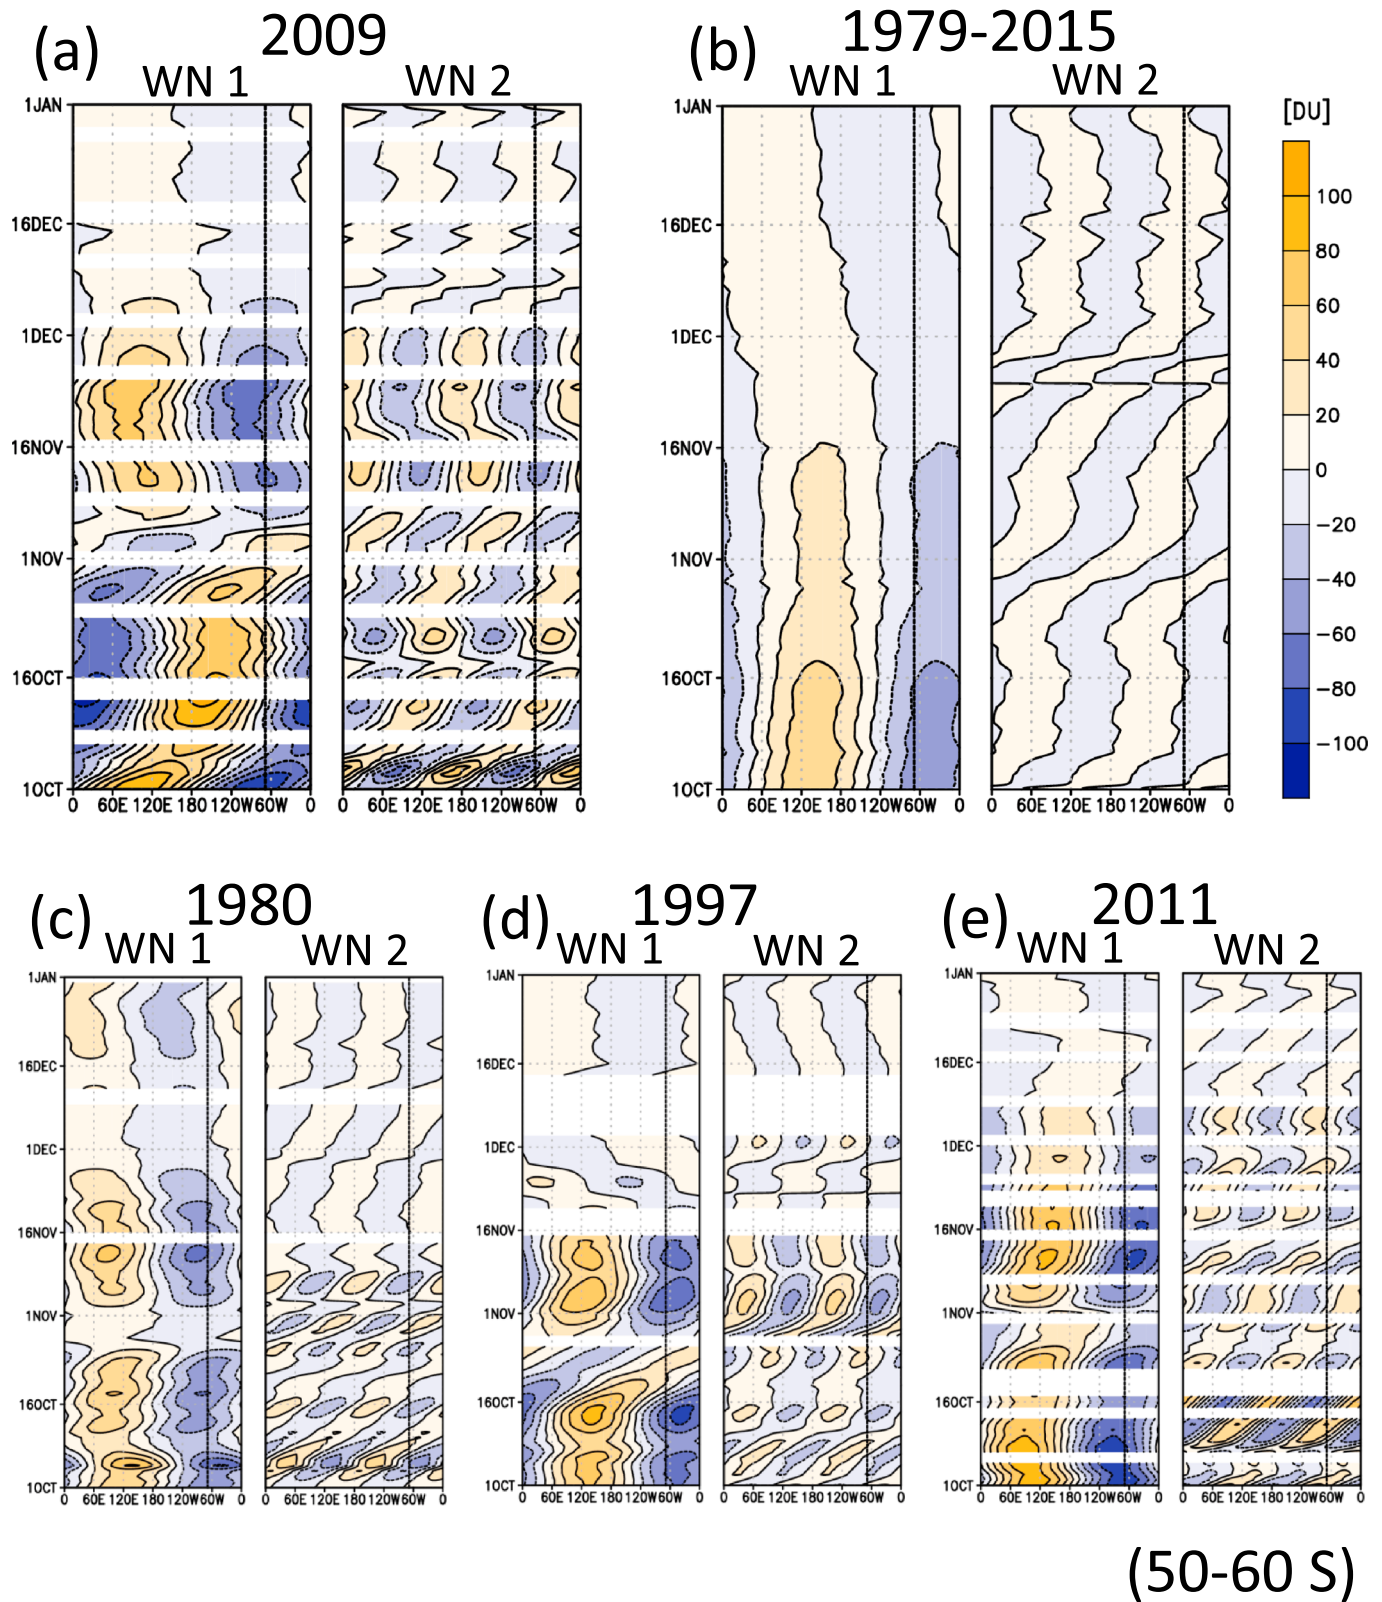 (a) 2009
WN 1 WN 2
1JAN
16DEC
1DEC
16NOV
1NOV
16OCT
1OCT
0 60E 120E 180 120W 60W 0
0 60E 120E 180 120W 60W 0
(b) 1979-2015
WN 1 WN 2
1JAN
16DEC
1DEC
16NOV
1NOV
16OCT
1OCT
0 60E 120E 180 120W 60W 0
0 60E 120E 180 120W 60W 0
[DU]
100
80
60
40
20
0
−20
−40
−60
−80
−100
(c) 1980
WN 1 WN 2
1JAN
16DEC
1DEC
16NOV
1NOV
16OCT
1OCT
0 60E 120E 180 120W 60W 0
0 60E 120E 180 120W 60W 0
(d) 1997
WN 1 WN 2
1JAN
16DEC
1DEC
16NOV
1NOV
16OCT
1OCT
0 60E 120E 180 120W 60W 0
0 60E 120E 180 120W 60W 0
(e) 2011
WN 1 WN 2
1JAN
16DEC
1DEC
16NOV
1NOV
16OCT
1OCT
0 60E 120E 180 120W 60W 0
0 60E 120E 180 120W 60W 0
(50-60 S)